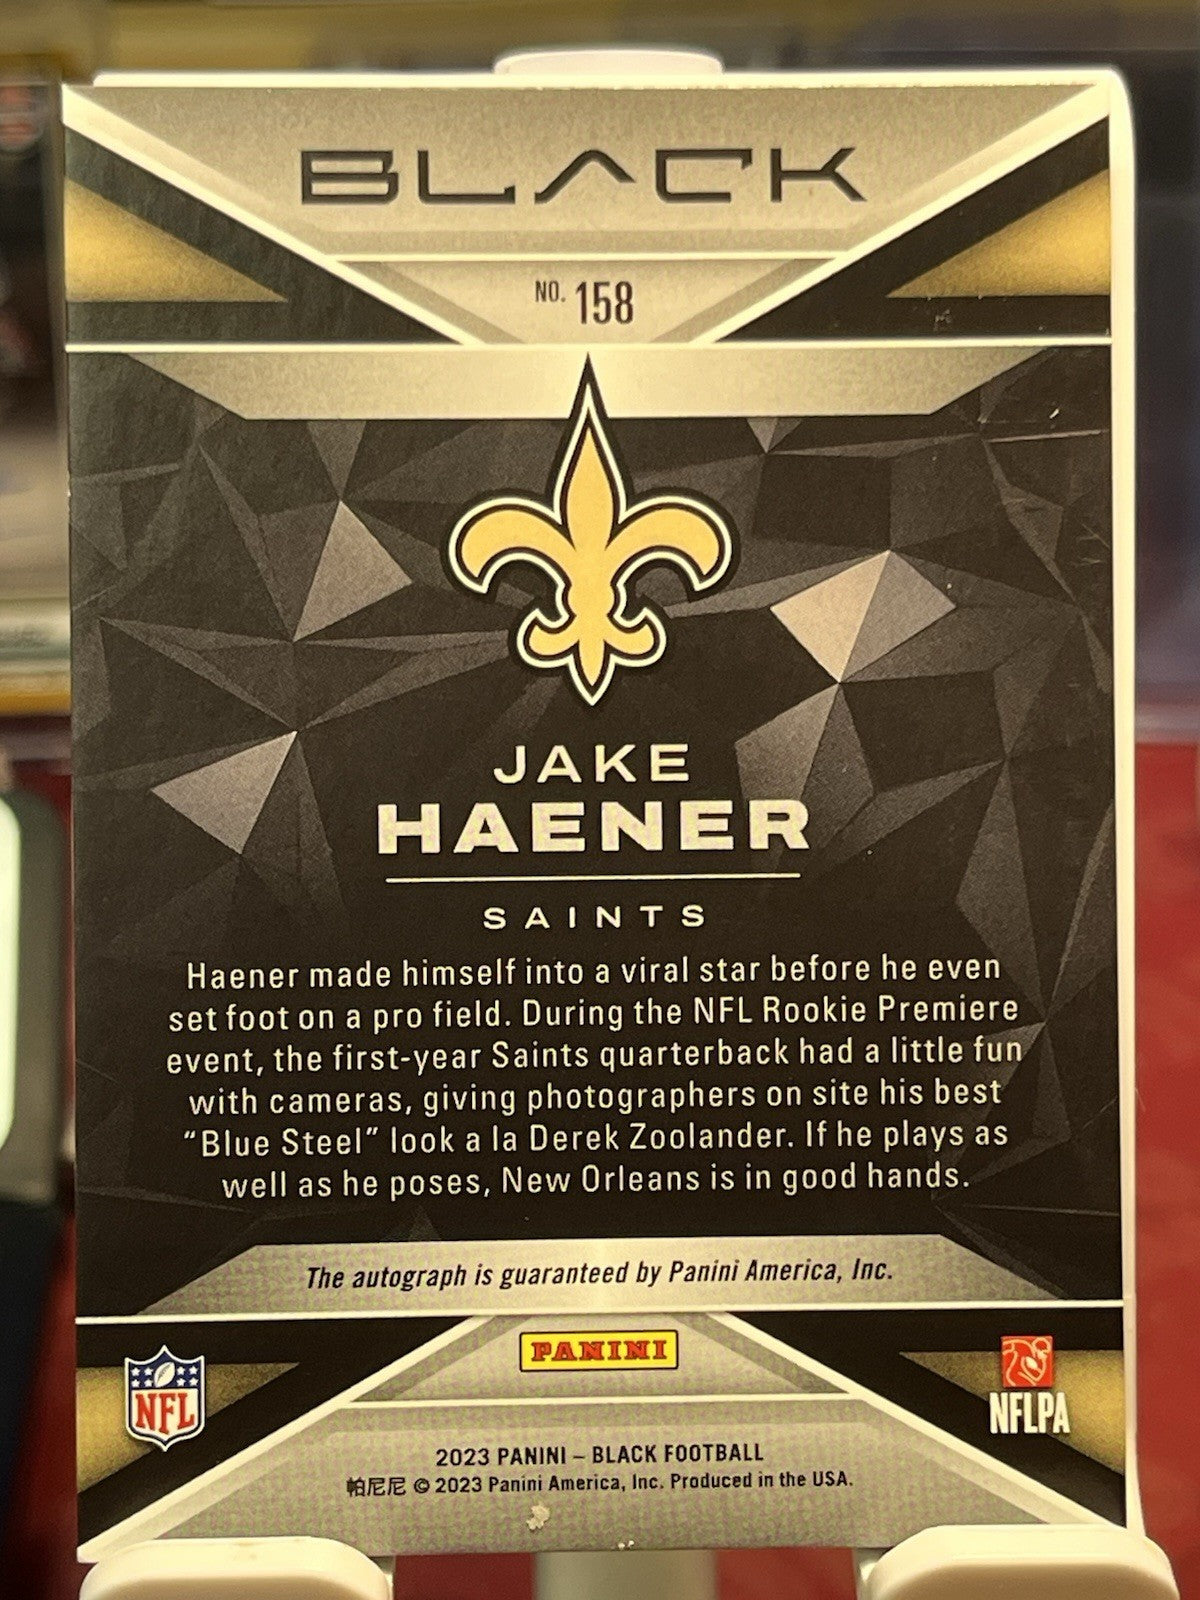 BLACK
NO. 158
JAKE
HAENER
SAINTS
Haener made himself into a viral star before he even
set foot on a pro field. During the NFL Rookie Premiere
event, the first-year Saints quarterback had a little fun
with cameras, giving photographers on site his best
“Blue Steel” look a la Derek Zoolander. If he plays as
well as he poses, New Orleans is in good hands.
The autograph is guaranteed by Panini America, Inc.
PANINI
NFL
NFLPA
2023 PANINI – BLACK FOOTBALL
帕尼尼 © 2023 Panini America, Inc. Produced in the USA.